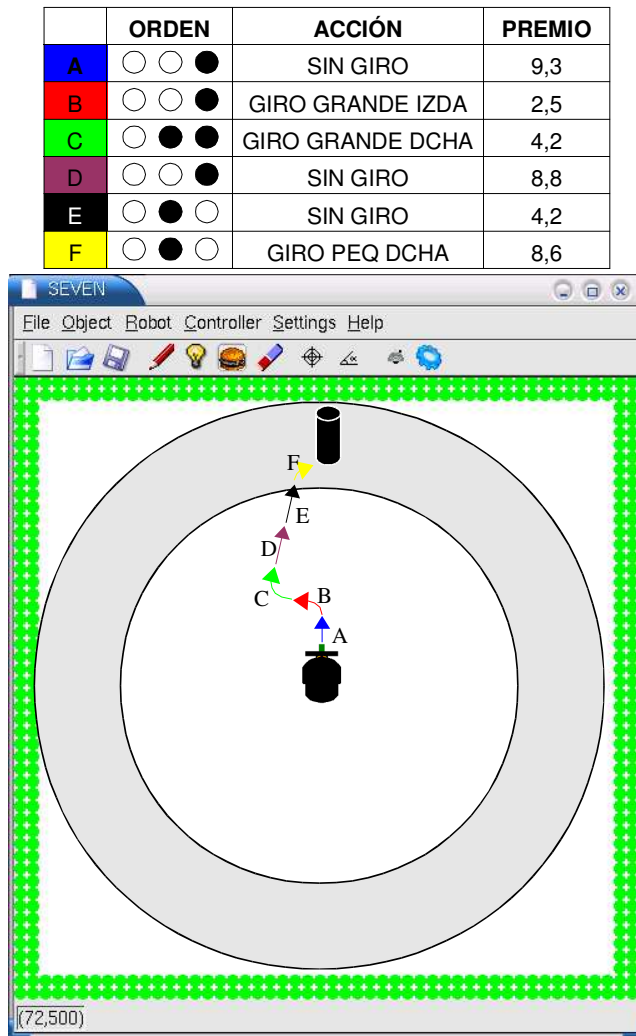 ORDEN ACCIÓN PREMIO
A SIN GIRO 9,3
B GIRO GRANDE IZDA 2,5
C GIRO GRANDE DCHA 4,2
D SIN GIRO 8,8
E SIN GIRO 4,2
F GIRO PEQ DCHA 8,6
SEVEN
File Object Robot Controller Settings Help
F
E
D
B
C
A
(72,500)